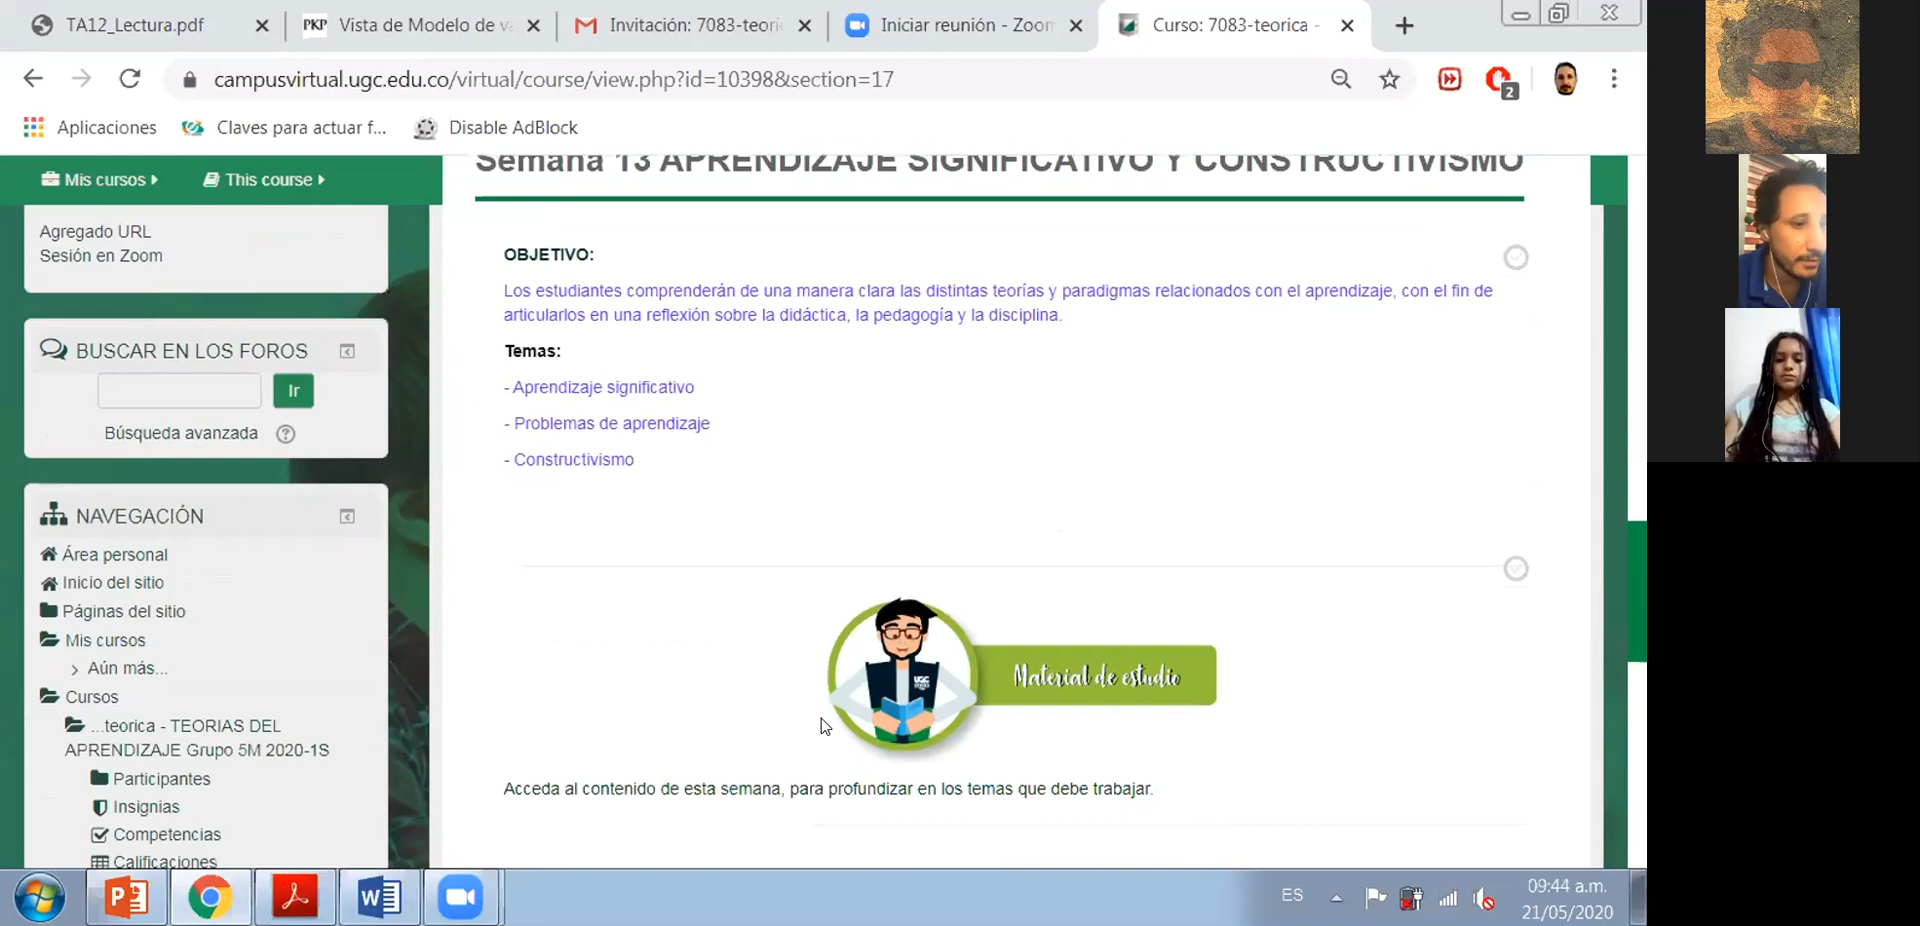 TA12_Lectura.pdf
PKP Vista de Modelo de va
Invitación: 7083-teoric
Iniciar reunión - Zoom
Curso: 7083-teorica -
campusvirtual.ugc.edu.co/virtual/course/view.php?id=10398&section=17
2
Aplicaciones
Claves para actuar f...
Disable AdBlock
Mis cursos
This course
Semana 13 APRENDIZAJE SIGNIFICATIVO Y CONSTRUCTIVISMO
Agregado URL
Sesión en Zoom
BUSCAR EN LOS FOROS
Ir
Búsqueda avanzada
NAVEGACIÓN
Área personal
Inicio del sitio
Páginas del sitio
Mis cursos
Aún más...
Cursos
...teorica - TEORIAS DEL
APRENDIZAJE Grupo 5M 2020-1S
Participantes
Insignias
Competencias
Calificaciones
OBJETIVO:
Los estudiantes comprenderán de una manera clara las distintas teorías y paradigmas relacionados con el aprendizaje, con el fin de
articularlos en una reflexión sobre la didáctica, la pedagogía y la disciplina.
Temas:
- Aprendizaje significativo
- Problemas de aprendizaje
- Constructivismo
UGC
Material de estudio
Acceda al contenido de esta semana, para profundizar en los temas que debe trabajar.
ES
09:44 a.m.
21/05/2020